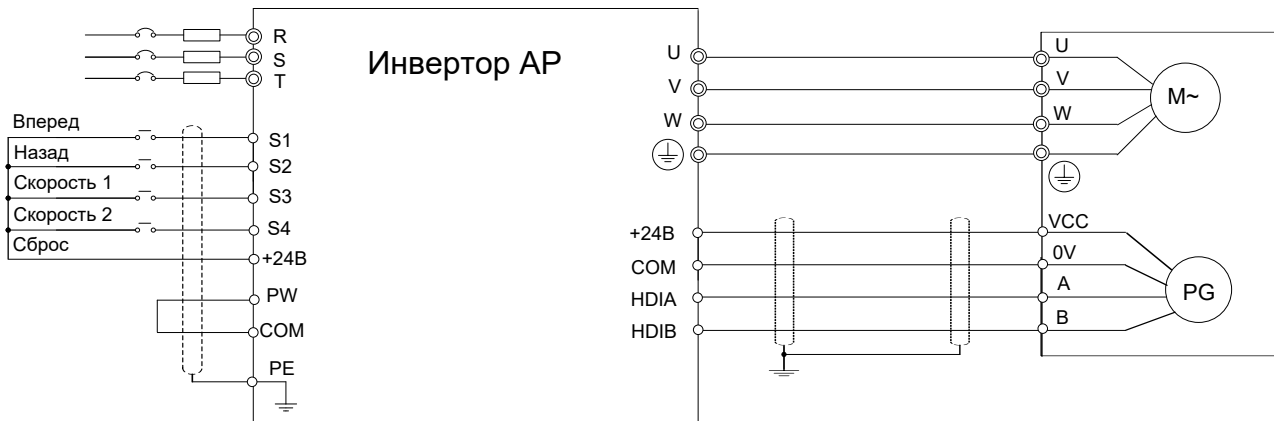 Инвертор АР
R
S
T
Вперед
Назад
Скорость 1
Скорость 2
Сброс
S1
S2
S3
S4
+24В
PW
COM
PE
U
V
W
+24В
COM
HDIA
HDIB
U
V
W
M~
VCC
0V
A
B
PG